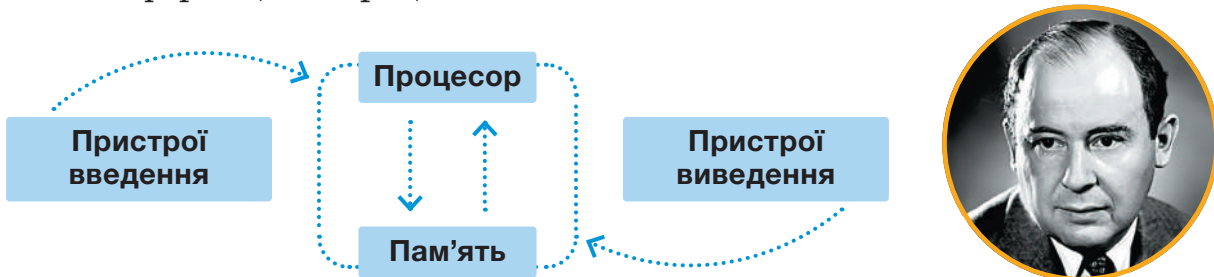 Процесор
Пристрої
введення
Пристрої
виведення
Пам’ять